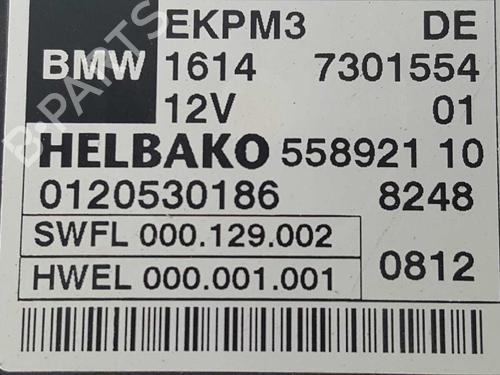 EKPM3 DE
BMW 1614 7301554
12V 01
HELBAKO 558921 10
0120530186 8248
SWFL 000.129.002
HWEL 000.001.001 0812
B-PARTS